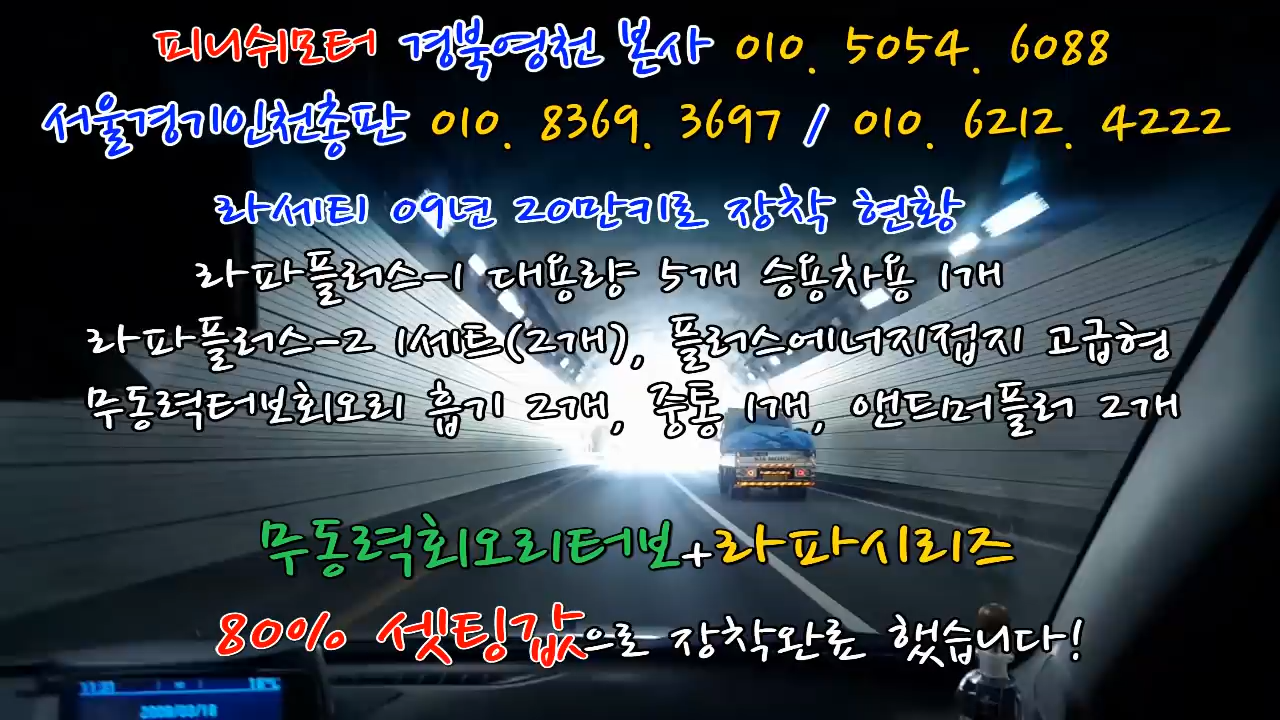 피니쉬모터 경북영천 본사 010. 5054. 6088
서울경기인천총판 010. 8369. 3697 / 010. 6212. 4222
라세티 09년 20만키로 장착 현황
라파플러스-1 대용량 5개 승용차용 1개
라파플러스-2 1세트(2개), 플러스에너지접지 고급형
무동력터보회오리 흡기 2개, 중통 1개, 앤드머플러 2개
무동력회오리터보+라파시리즈
80% 셋팅값으로 장착완료 했습니다!